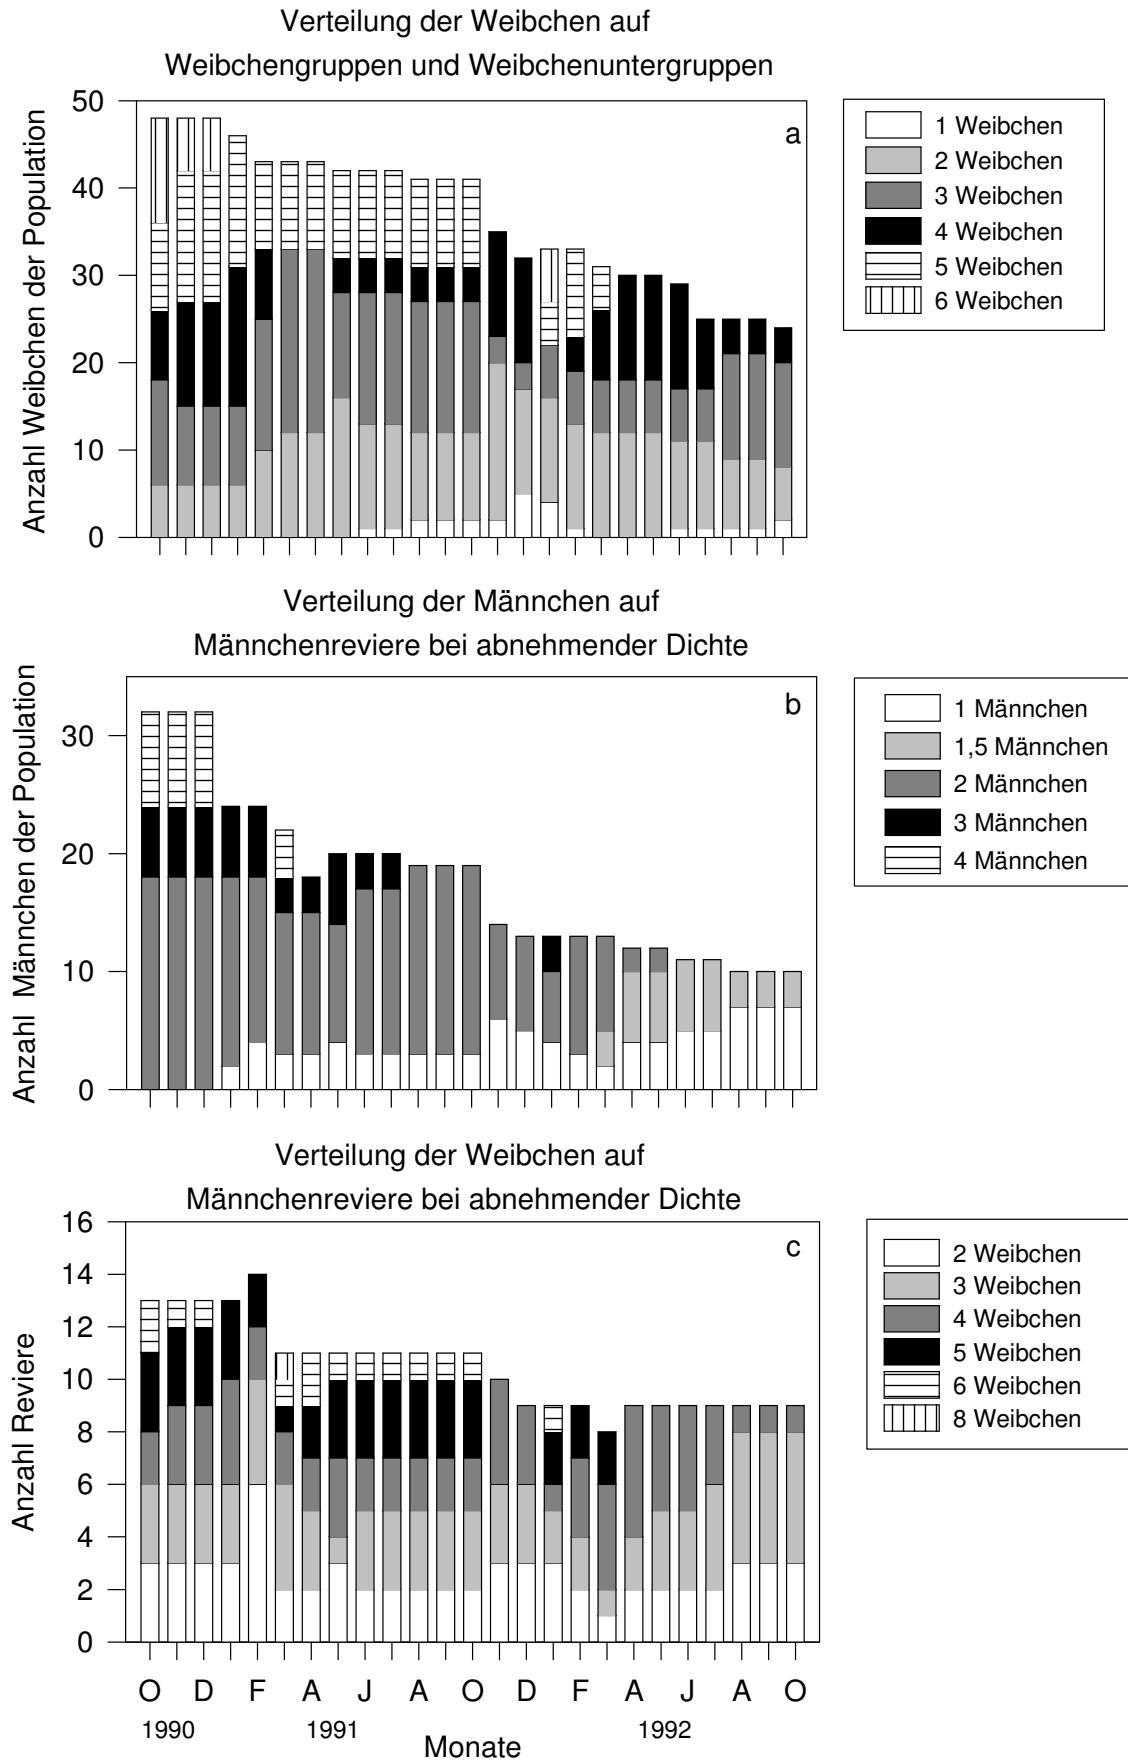 Verteilung der Weibchen auf
Weibchengruppen und Weibchenuntergruppen
Anzahl Weibchen der Population
50
40
30
20
10
0
a
1 Weibchen
2 Weibchen
3 Weibchen
4 Weibchen
5 Weibchen
6 Weibchen
Verteilung der Männchen auf
Männchenreviere bei abnehmender Dichte
Anzahl Männchen der Population
30
20
10
0
b
1 Männchen
1,5 Männchen
2 Männchen
3 Männchen
4 Männchen
Verteilung der Weibchen auf
Männchenreviere bei abnehmender Dichte
Anzahl Reviere
16
14
12
10
8
6
4
2
0
c
2 Weibchen
3 Weibchen
4 Weibchen
5 Weibchen
6 Weibchen
8 Weibchen
O D F A J A O D F A J A O
1990 1991 1992
Monate